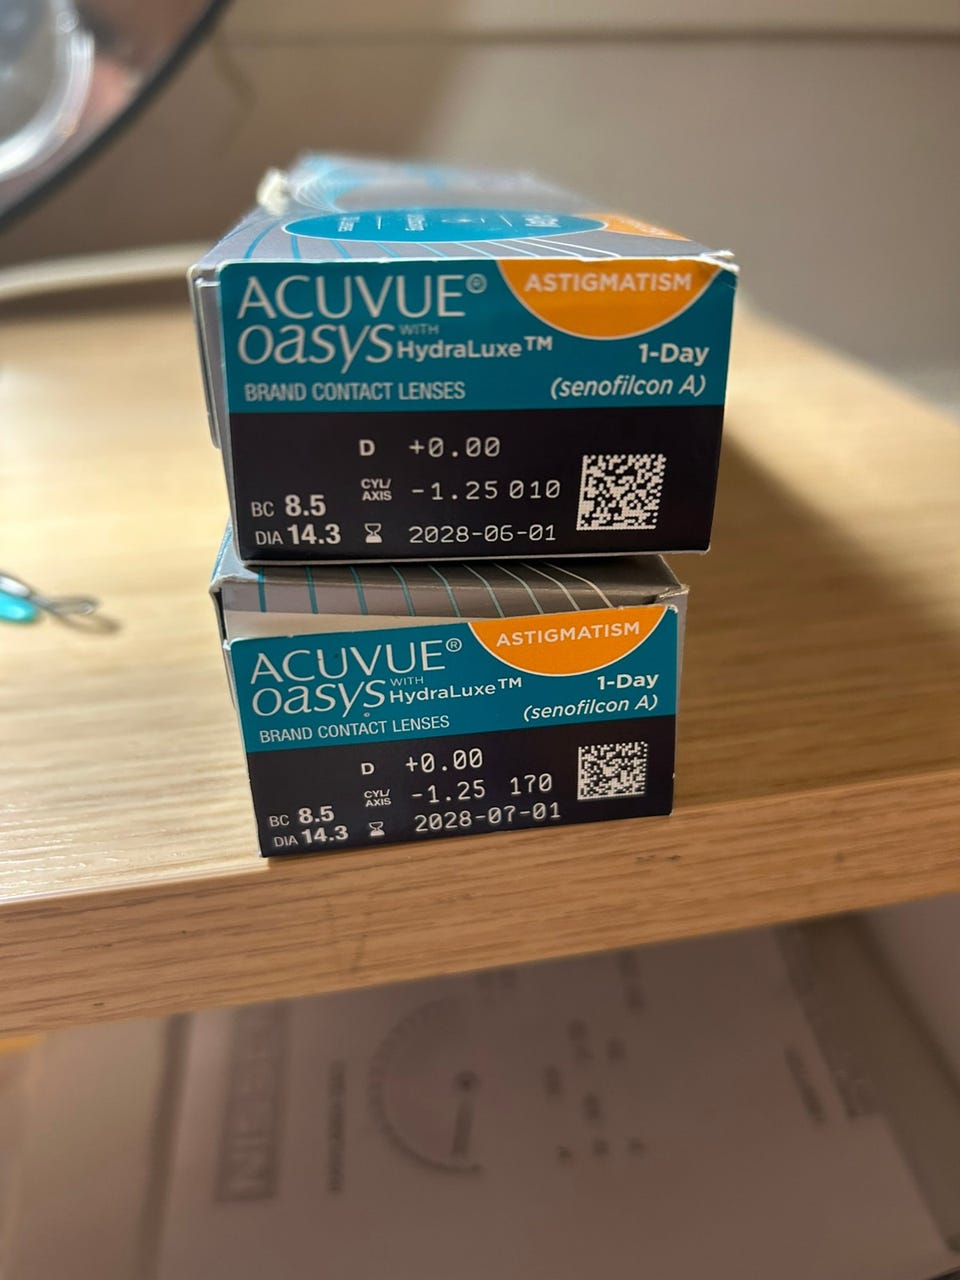 ACUVUE® ASTIGMATISM
oasys WITH HydraLuxe™ 1-Day
BRAND CONTACT LENSES (senofilcon A)
D +0.00
CYL/AXIS -1.25 010
BC 8.5
DIA 14.3 2028-06-01
ACUVUE® ASTIGMATISM
oasys WITH HydraLuxe™ 1-Day
BRAND CONTACT LENSES (senofilcon A)
D +0.00
CYL/AXIS -1.25 170
BC 8.5
DIA 14.3 2028-07-01